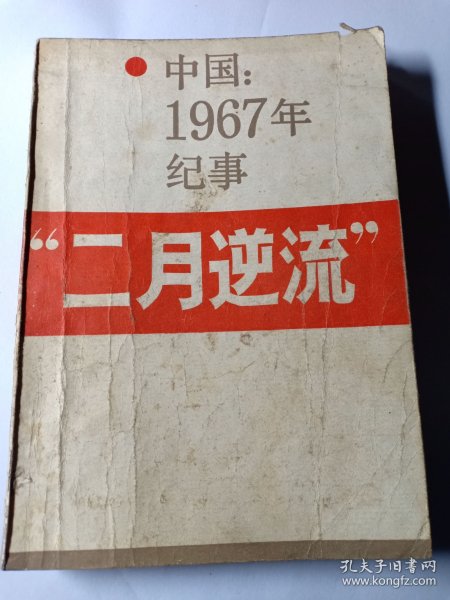 中国：
1967年
纪事
“二月逆流”
孔夫子旧书网
www.kongfz.com